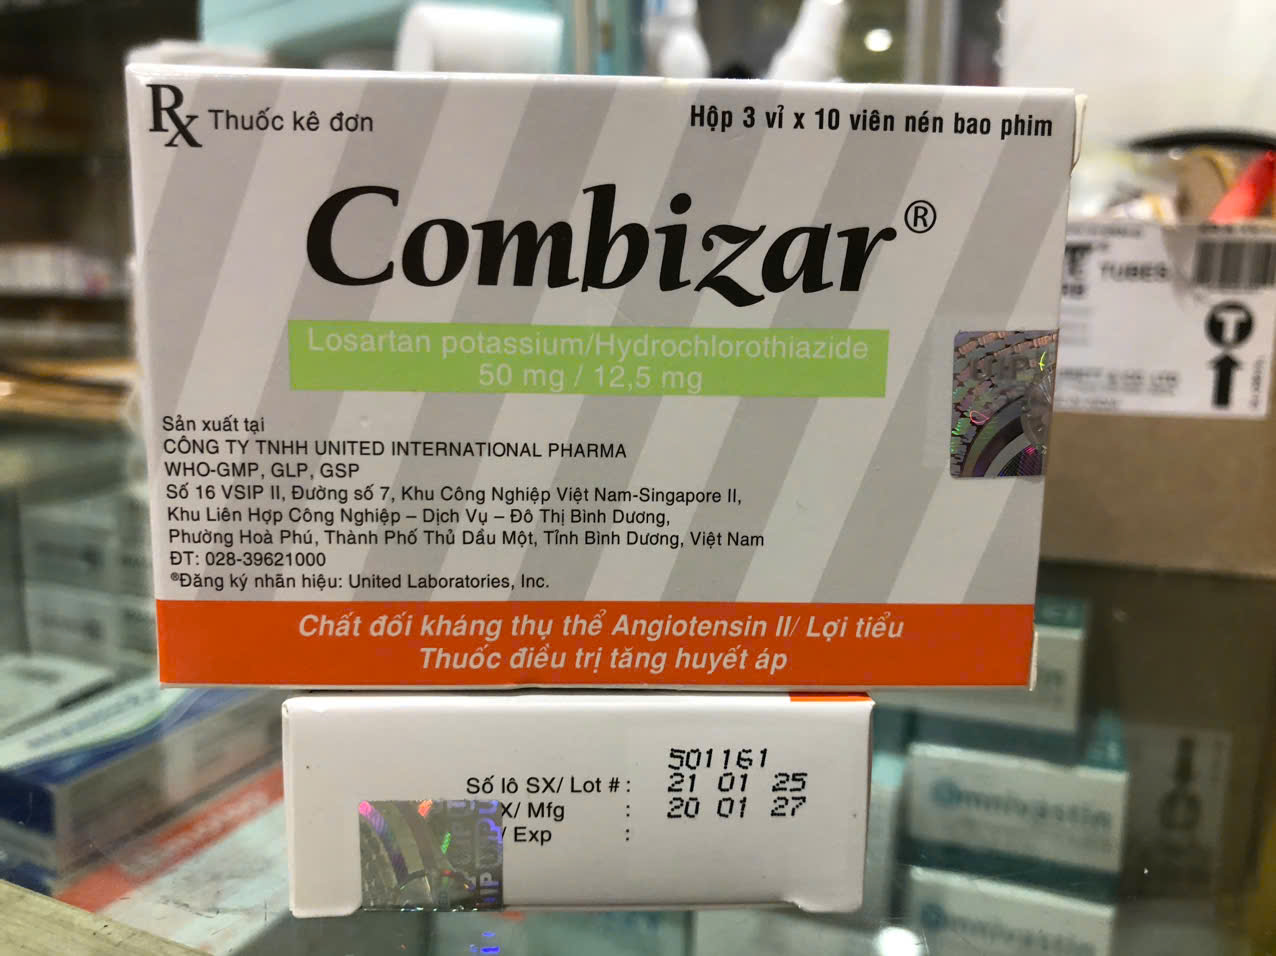 Rx Thuốc kê đơn
Hộp 3 vỉ x 10 viên nén bao phim
Combizar®
Losartan potassium/Hydrochlorothiazide
50 mg / 12,5 mg
Sản xuất tại
CÔNG TY TNHH UNITED INTERNATIONAL PHARMA
WHO-GMP, GLP, GSP
Số 16 VSIP II, Đường số 7, Khu Công Nghiệp Việt Nam-Singapore II,
Khu Liên Hợp Công Nghiệp – Dịch Vụ – Đô Thị Bình Dương,
Phường Hoà Phú, Thành Phố Thủ Dầu Một, Tỉnh Bình Dương, Việt Nam
ĐT: 028-39621000
®Đăng ký nhãn hiệu: United Laboratories, Inc.
Chất đối kháng thụ thể Angiotensin II/ Lợi tiểu
Thuốc điều trị tăng huyết áp
501161
Số lô SX/ Lot # : 21 01 25
X/ Mfg : 20 01 27
/ Exp :
TUBES
T
Omnivastin
Omnivastin